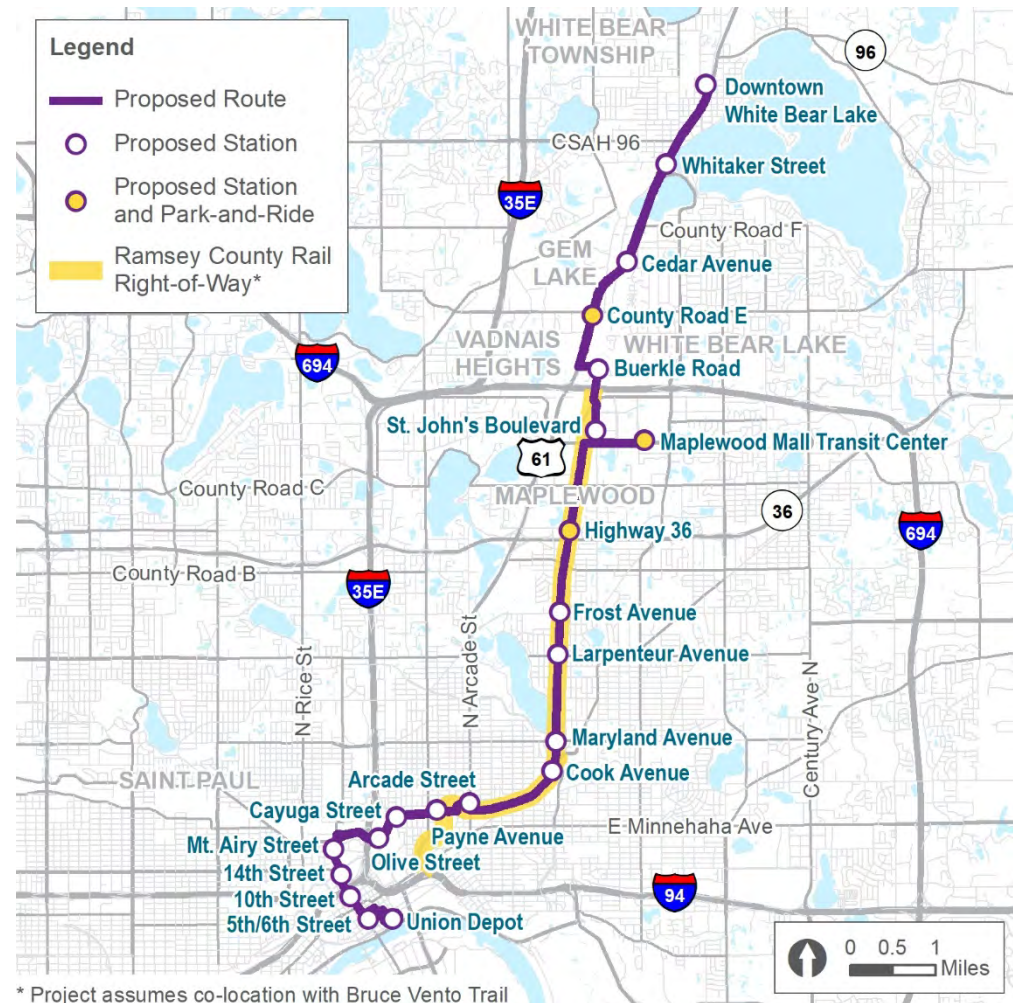 Legend
Proposed Route
Proposed Station
Proposed Station
and Park-and-Ride
Ramsey County Rail
Right-of-Way*
WHITE BEAR
TOWNSHIP
96
Downtown
White Bear Lake
CSAH 96
Whitaker Street
35E
County Road F
GEM
LAKE
Cedar Avenue
County Road E
VADNAIS
HEIGHTS
WHITE BEAR LAKE
694
Buerkle Road
St. John's Boulevard
Maplewood Mall Transit Center
61
County Road C
MAPLEWOOD
36
Highway 36
694
County Road B
35E
Frost Avenue
Larpenteur Avenue
N Rice St
N Arcade St
Century Ave N
Maryland Avenue
SAINT PAUL
Cook Avenue
Arcade Street
Cayuga Street
Payne Avenue
E Minnehaha Ave
Mt. Airy Street
Olive Street
14th Street
10th Street
94
5th/6th Street
Union Depot
0 0.5 1
Miles
* Project assumes co-location with Bruce Vento Trail